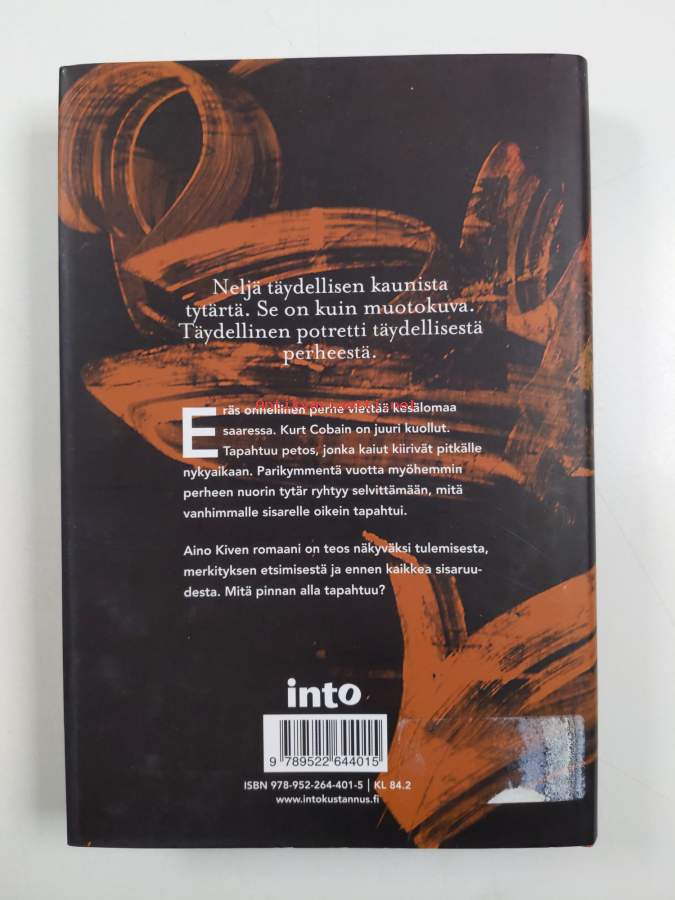 Neljä täydellisen kaunista
tytärtä. Se on kuin muotokuva.
Täydellinen potretti täydellisestä
perheestä.
Eräs onnellinen perhe viettää kesälomaa
saaressa. Kurt Cobain on juuri kuollut.
Tapahtuu petos, jonka kaiut kiirivät pitkälle
nykyaikaan. Parikymmentä vuotta myöhemmin
perheen nuorin tytär ryhtyy selvittämään, mitä
vanhimmalle sisarelle oikein tapahtui.
Aino Kiven romaani on teos näkyväksi tulemisesta,
merkityksen etsimisestä ja ennen kaikkea sisaruu-
desta. Mitä pinnan alla tapahtuu?
into
9 789522 644015
ISBN 978-952-264-401-5 | KL 84.2
www.intokustannus.fi